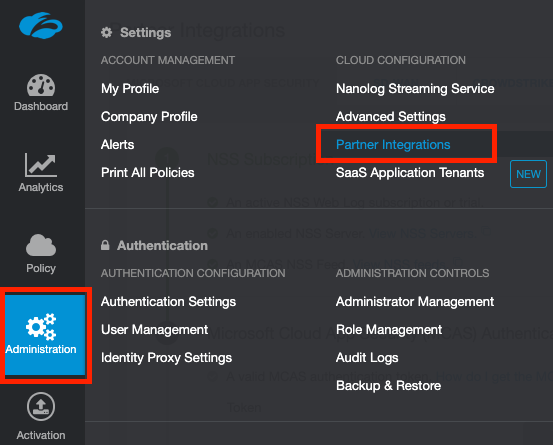 Dashboard
Analytics
Policy
Administration
Activation
Settings
ACCOUNT MANAGEMENT
My Profile
Company Profile
Alerts
Print All Policies
CLOUD CONFIGURATION
Nanolog Streaming Service
Advanced Settings
Partner Integrations
SaaS Application Tenants
NEW
Authentication
AUTHENTICATION CONFIGURATION
Authentication Settings
User Management
Identity Proxy Settings
ADMINISTRATION CONTROLS
Administrator Management
Role Management
Audit Logs
Backup & Restore